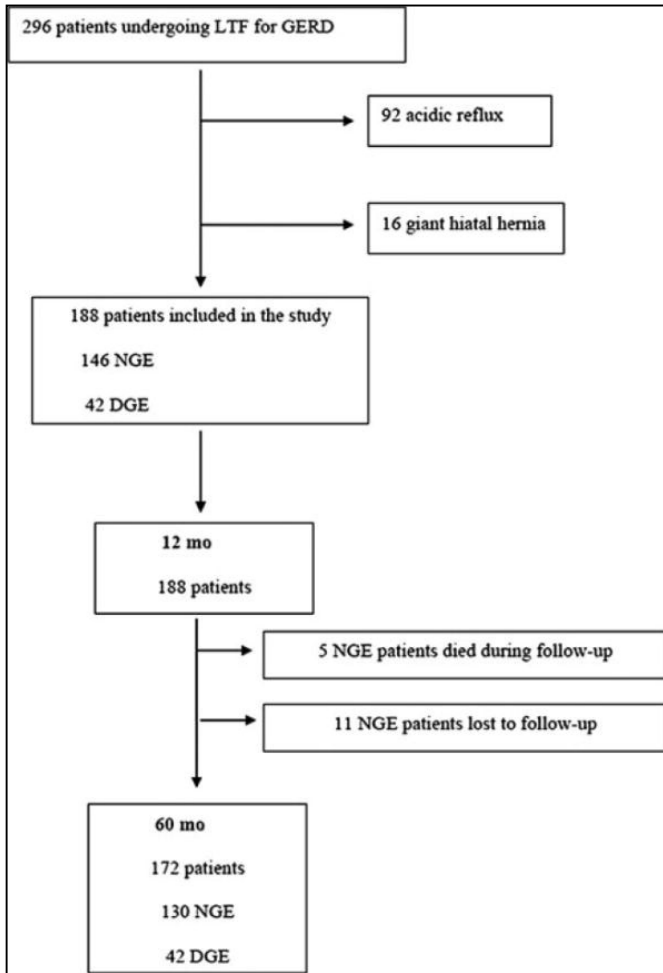 296 patients undergoing LTF for GERD
92 acidic reflux
16 giant hiatal hernia
188 patients included in the study
146 NGE
42 DGE
12 mo
188 patients
5 NGE patients died during follow-up
11 NGE patients lost to follow-up
60 mo
172 patients
130 NGE
42 DGE